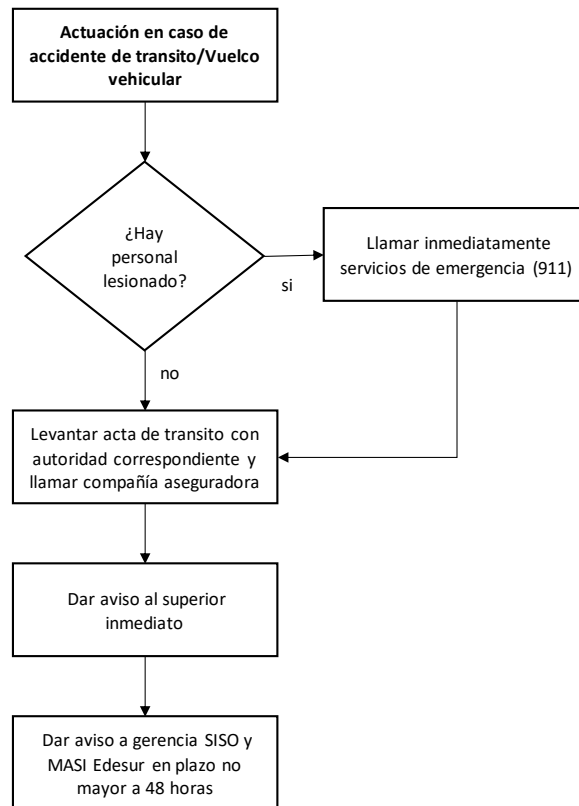 Actuación en caso de
accidente de transito/Vuelco
vehicular
¿Hay
personal
lesionado?
si
Llamar inmediatamente
servicios de emergencia (911)
no
Levantar acta de transito con
autoridad correspondiente y
llamar compañía aseguradora
Dar aviso al superior
inmediato
Dar aviso a gerencia SISO y
MASI Edesur en plazo no
mayor a 48 horas